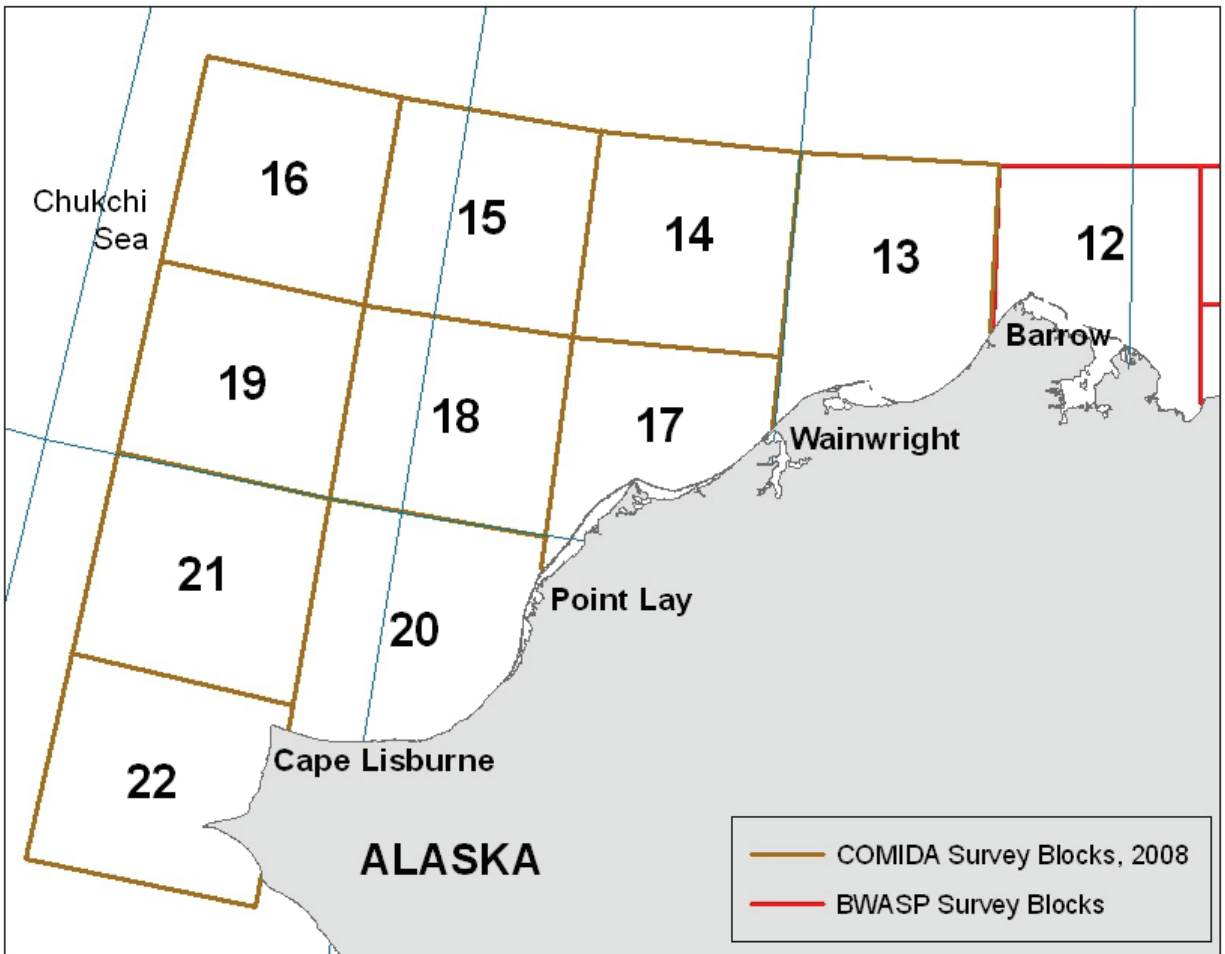 16
15
14
13
12
Chukchi
Sea
19
18
17
Barrow
Wainwright
21
20
Point Lay
22
Cape Lisburne
ALASKA
COMIDA Survey Blocks, 2008
BWASP Survey Blocks